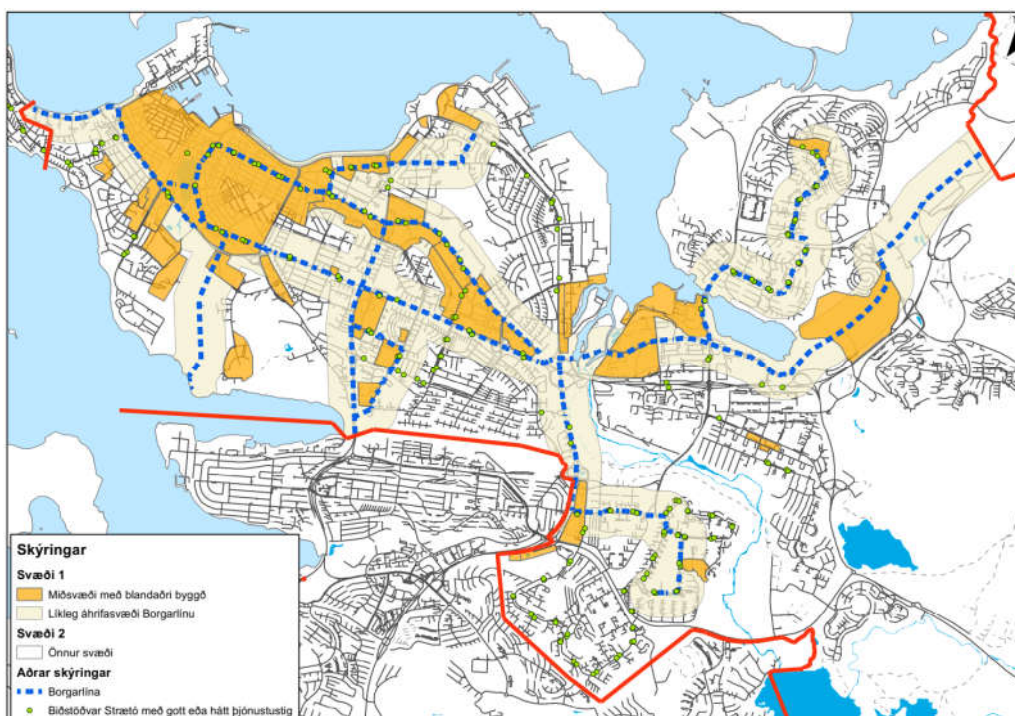 Skýringar
Svæði 1
Miðsvæði með blandaðri byggð
Líkleg áhrifasvæði Borgarlínu
Svæði 2
Önnur svæði
Aðrar skýringar
Borgarlína
Biðstöðvar Strætó með gott eða hátt þjónustustig